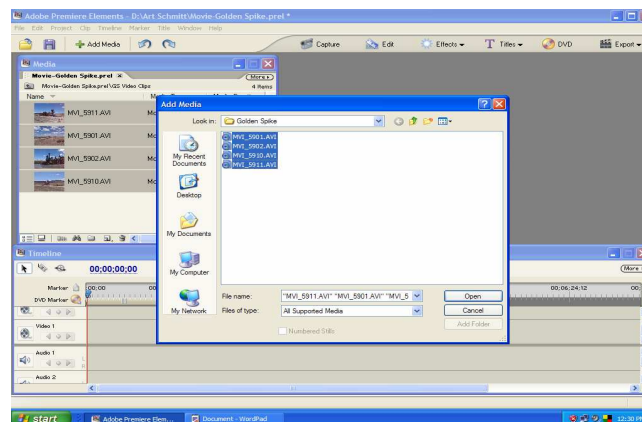 Adobe Premiere Elements - D:\Art Schmitt\Movie-Golden Spike.prel *
File Edit Project Clip Timeline Marker Title Window Help
Add Media Capture Edit Effects Titles DVD Export
Media
Movie-Golden Spike.prel
More
Movie-Golden Spike.prel\GS Video Clips 4 Items
Name
MVI_5911.AVI
MVI_5901.AVI
MVI_5902.AVI
MVI_5910.AVI
Add Media
Look in: Golden Spike
MVI_5901.AVI
MVI_5902.AVI
MVI_5910.AVI
MVI_5911.AVI
My Recent Documents
Desktop
My Documents
My Computer
My Network
File name: "MVI_5911.AVI" "MVI_5901.AVI" "MVI_5
Files of type: All Supported Media
Numbered Stills
Open
Cancel
Add Folder
Timeline
00;00;00;00
More
Marker 00;00 00 00;06;24;12 00;
DVD Marker
Video 1
Audio 1
L
R
Audio 2
start Adobe Premiere Elem... Document - WordPad 12:30 PM